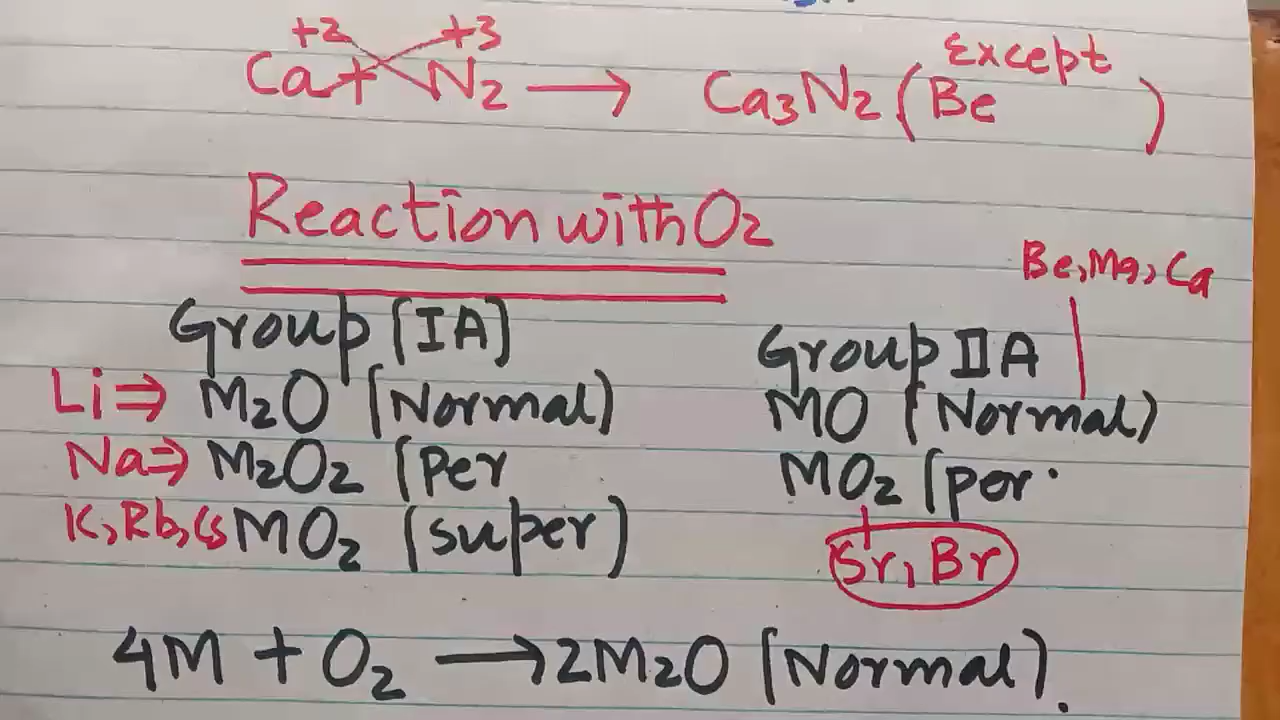 +2 +3
Ca + N2 → Ca3N2 (Be Except)
Reaction with O2
Be, Mg, Ca
Group [IA]
Li ⇒ M2O (Normal)
Na ⇒ M2O2 (Per
K, Rb, Cs MO2 (super)
Group IIA
MO (Normal)
MO2 (per·
Sr, Br
4M + O2 → 2M2O (Normal).